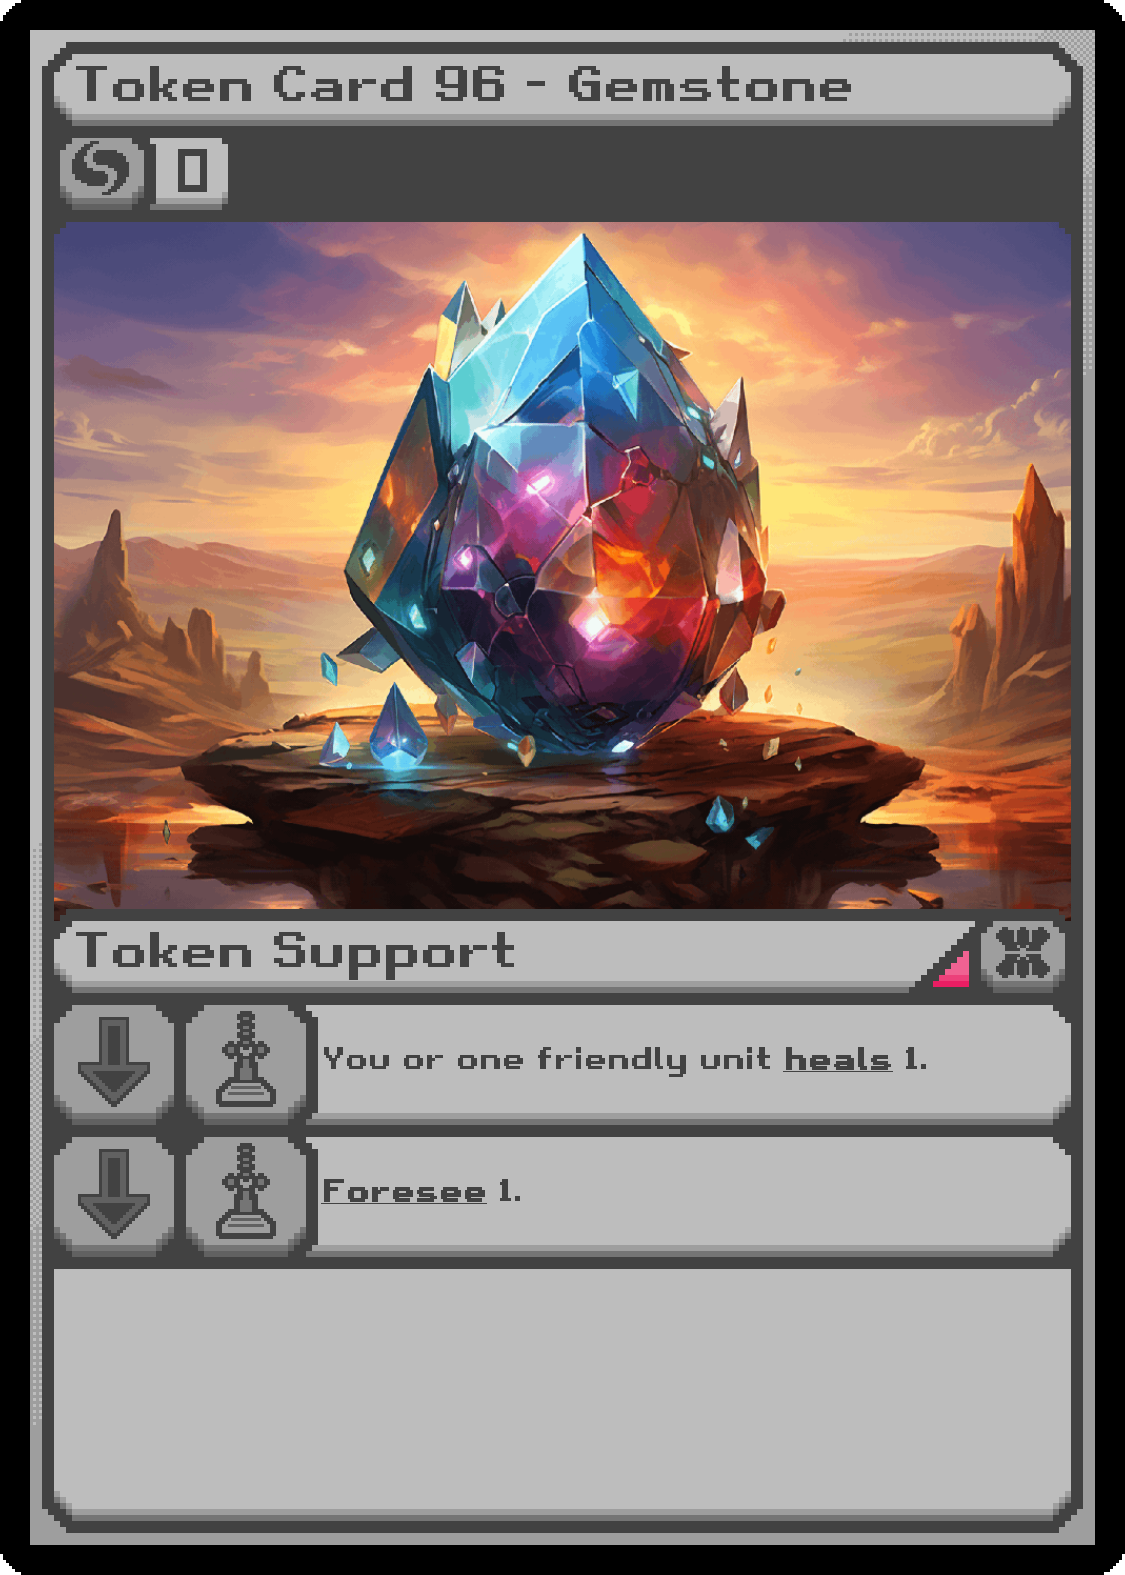 Token Card 96 - Gemstone
0
Token Support
You or one friendly unit heals 1.
Foresee 1.